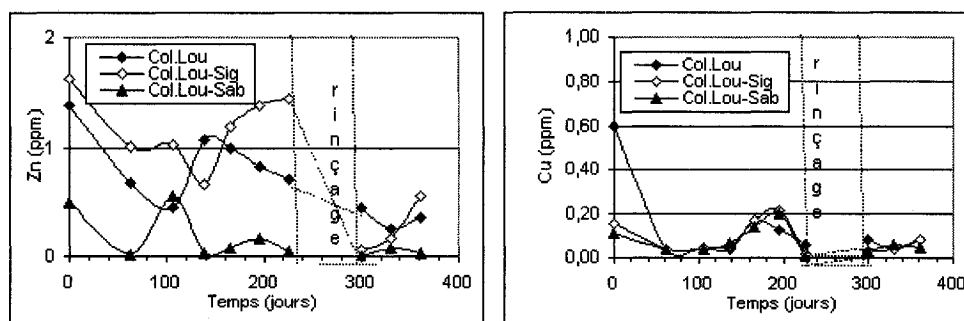 2
1
0
Zn (ppm)
Col.Lou
Col.Lou-Sig
Col.Lou-Sab
rinçage
0 100 200 300 400
Temps (jours)
1,00
0,80
0,60
0,40
0,20
0,00
Cu (ppm)
Col.Lou
Col.Lou-Sig
Col.Lou-Sab
rinçage
0 100 200 300 400
Temps (jours)